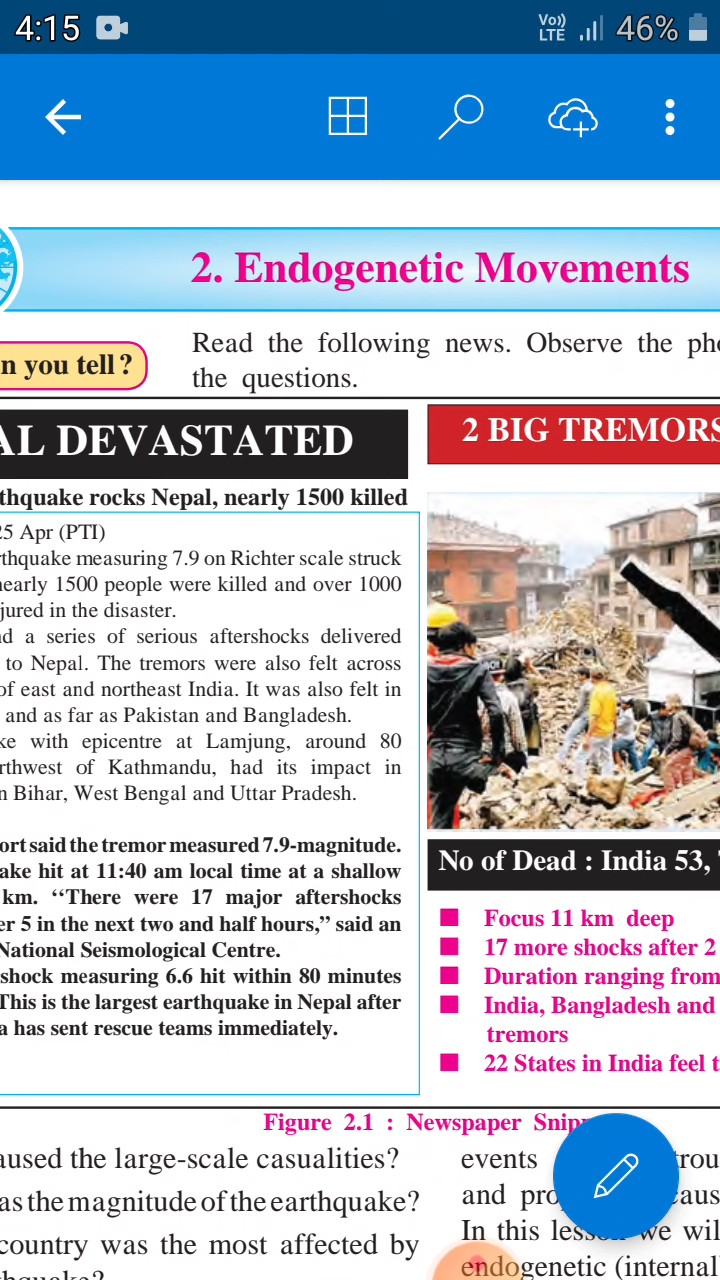 4:15
Vo)) LTE 46%
2. Endogenetic Movements
n you tell?
Read the following news. Observe the pho
the questions.
AL DEVASTATED
thquake rocks Nepal, nearly 1500 killed
25 Apr (PTI)
rthquake measuring 7.9 on Richter scale struck
nearly 1500 people were killed and over 1000
jured in the disaster.
nd a series of serious aftershocks delivered
to Nepal. The tremors were also felt across
of east and northeast India. It was also felt in
and as far as Pakistan and Bangladesh.
ke with epicentre at Lamjung, around 80
rthwest of Kathmandu, had its impact in
n Bihar, West Bengal and Uttar Pradesh.
ort said the tremor measured 7.9-magnitude.
ake hit at 11:40 am local time at a shallow
km. ‘‘There were 17 major aftershocks
er 5 in the next two and half hours,” said an
National Seismological Centre.
shock measuring 6.6 hit within 80 minutes
This is the largest earthquake in Nepal after
a has sent rescue teams immediately.
2 BIG TREMORS
No of Dead : India 53,
Focus 11 km deep
17 more shocks after 2
Duration ranging from
India, Bangladesh and
tremors
22 States in India feel t
Figure 2.1 : Newspaper Snipp
aused the large-scale casualities?
as the magnitude of the earthquake?
country was the most affected by
thquake?
events trou
and pro caus
In this lesson we wil
endogenetic (internal